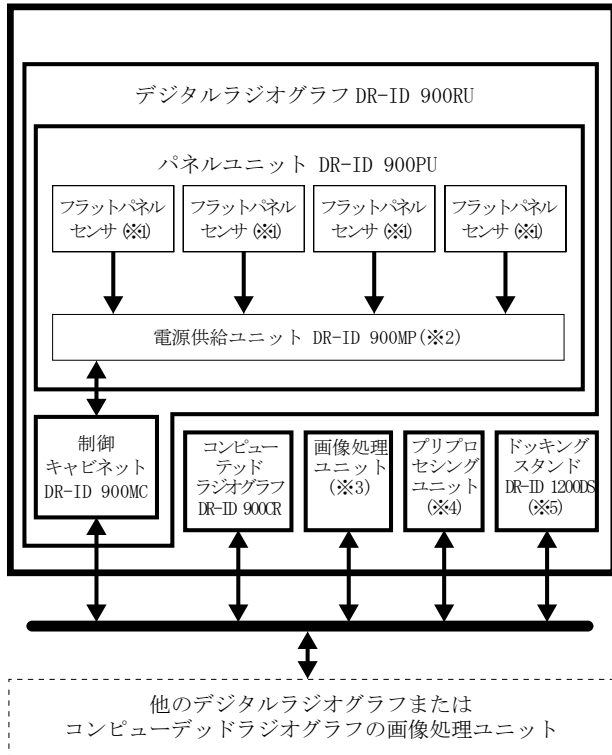 デジタルラジオグラフ DR-ID 900RU
パネルユニット DR-ID 900PU
フラットパネル
センサ(※1)
フラットパネル
センサ(※1)
フラットパネル
センサ(※1)
フラットパネル
センサ(※1)
電源供給ユニット DR-ID 900MP(※2)
制御
キャビネット
DR-ID 900MC
コンピュー
テッド
ラジオグラフ
DR-ID 900CR
画像処理
ユニット
(※3)
プリプロ
セシング
ユニット
(※4)
ドッキング
スタンド
DR-ID 1200DS
(※5)
他のデジタルラジオグラフまたは
コンピューデッドラジオグラフの画像処理ユニット